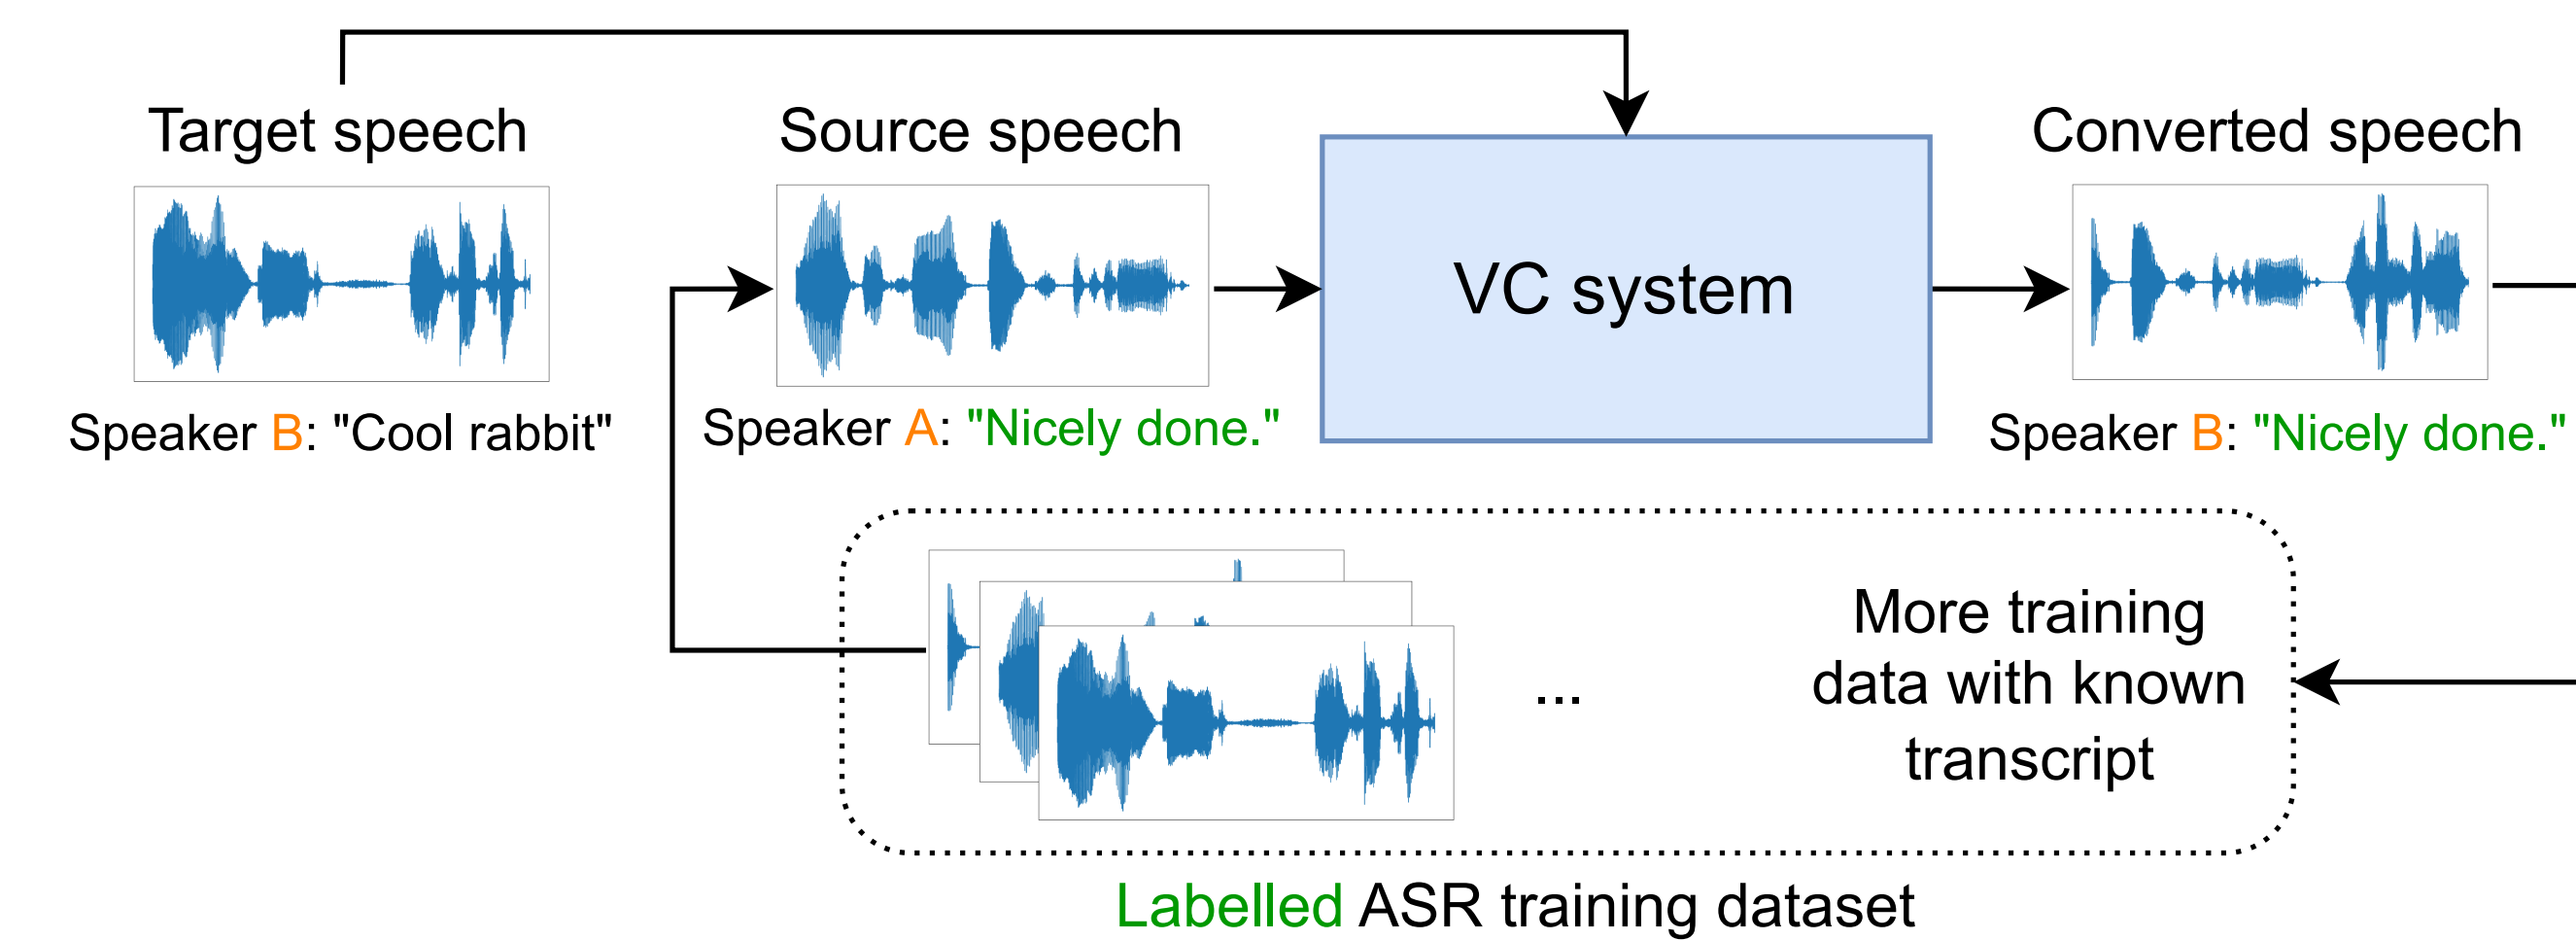 Target speech
Source speech
Converted speech
VC system
Speaker B: "Cool rabbit"
Speaker A: "Nicely done."
Speaker B: "Nicely done."
...
More training
data with known
transcript
Labelled ASR training dataset